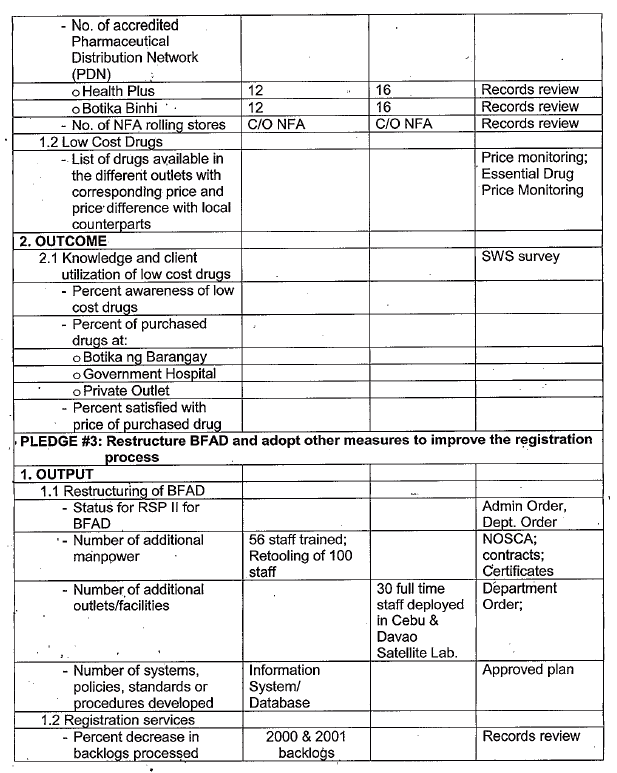 - No. of accredited
Pharmaceutical
Distribution Network
(PDN)
o Health Plus 12 16 Records review
o Botika Binhi 12 16 Records review
- No. of NFA rolling stores C/O NFA C/O NFA Records review
1.2 Low Cost Drugs
- List of drugs available in
the different outlets with
corresponding price and
price difference with local
counterparts
Price monitoring;
Essential Drug
Price Monitoring
2. OUTCOME
2.1 Knowledge and client
utilization of low cost drugs
SWS survey
- Percent awareness of low
cost drugs
- Percent of purchased
drugs at:
o Botika ng Barangay
o Government Hospital
o Private Outlet
- Percent satisfied with
price of purchased drug
PLEDGE #3: Restructure BFAD and adopt other measures to improve the registration
process
1. OUTPUT
1.1 Restructuring of BFAD
- Status for RSP II for
BFAD
Admin Order,
Dept. Order
- Number of additional
manpower
56 staff trained;
Retooling of 100
staff
NOSCA;
contracts;
Certificates
- Number of additional
outlets/facilities
30 full time
staff deployed
in Cebu &
Davao
Satellite Lab.
Department
Order;
- Number of systems,
policies, standards or
procedures developed
Information
System/
Database
Approved plan
1.2 Registration services
- Percent decrease in
backlogs processed
2000 & 2001
backlogs
Records review